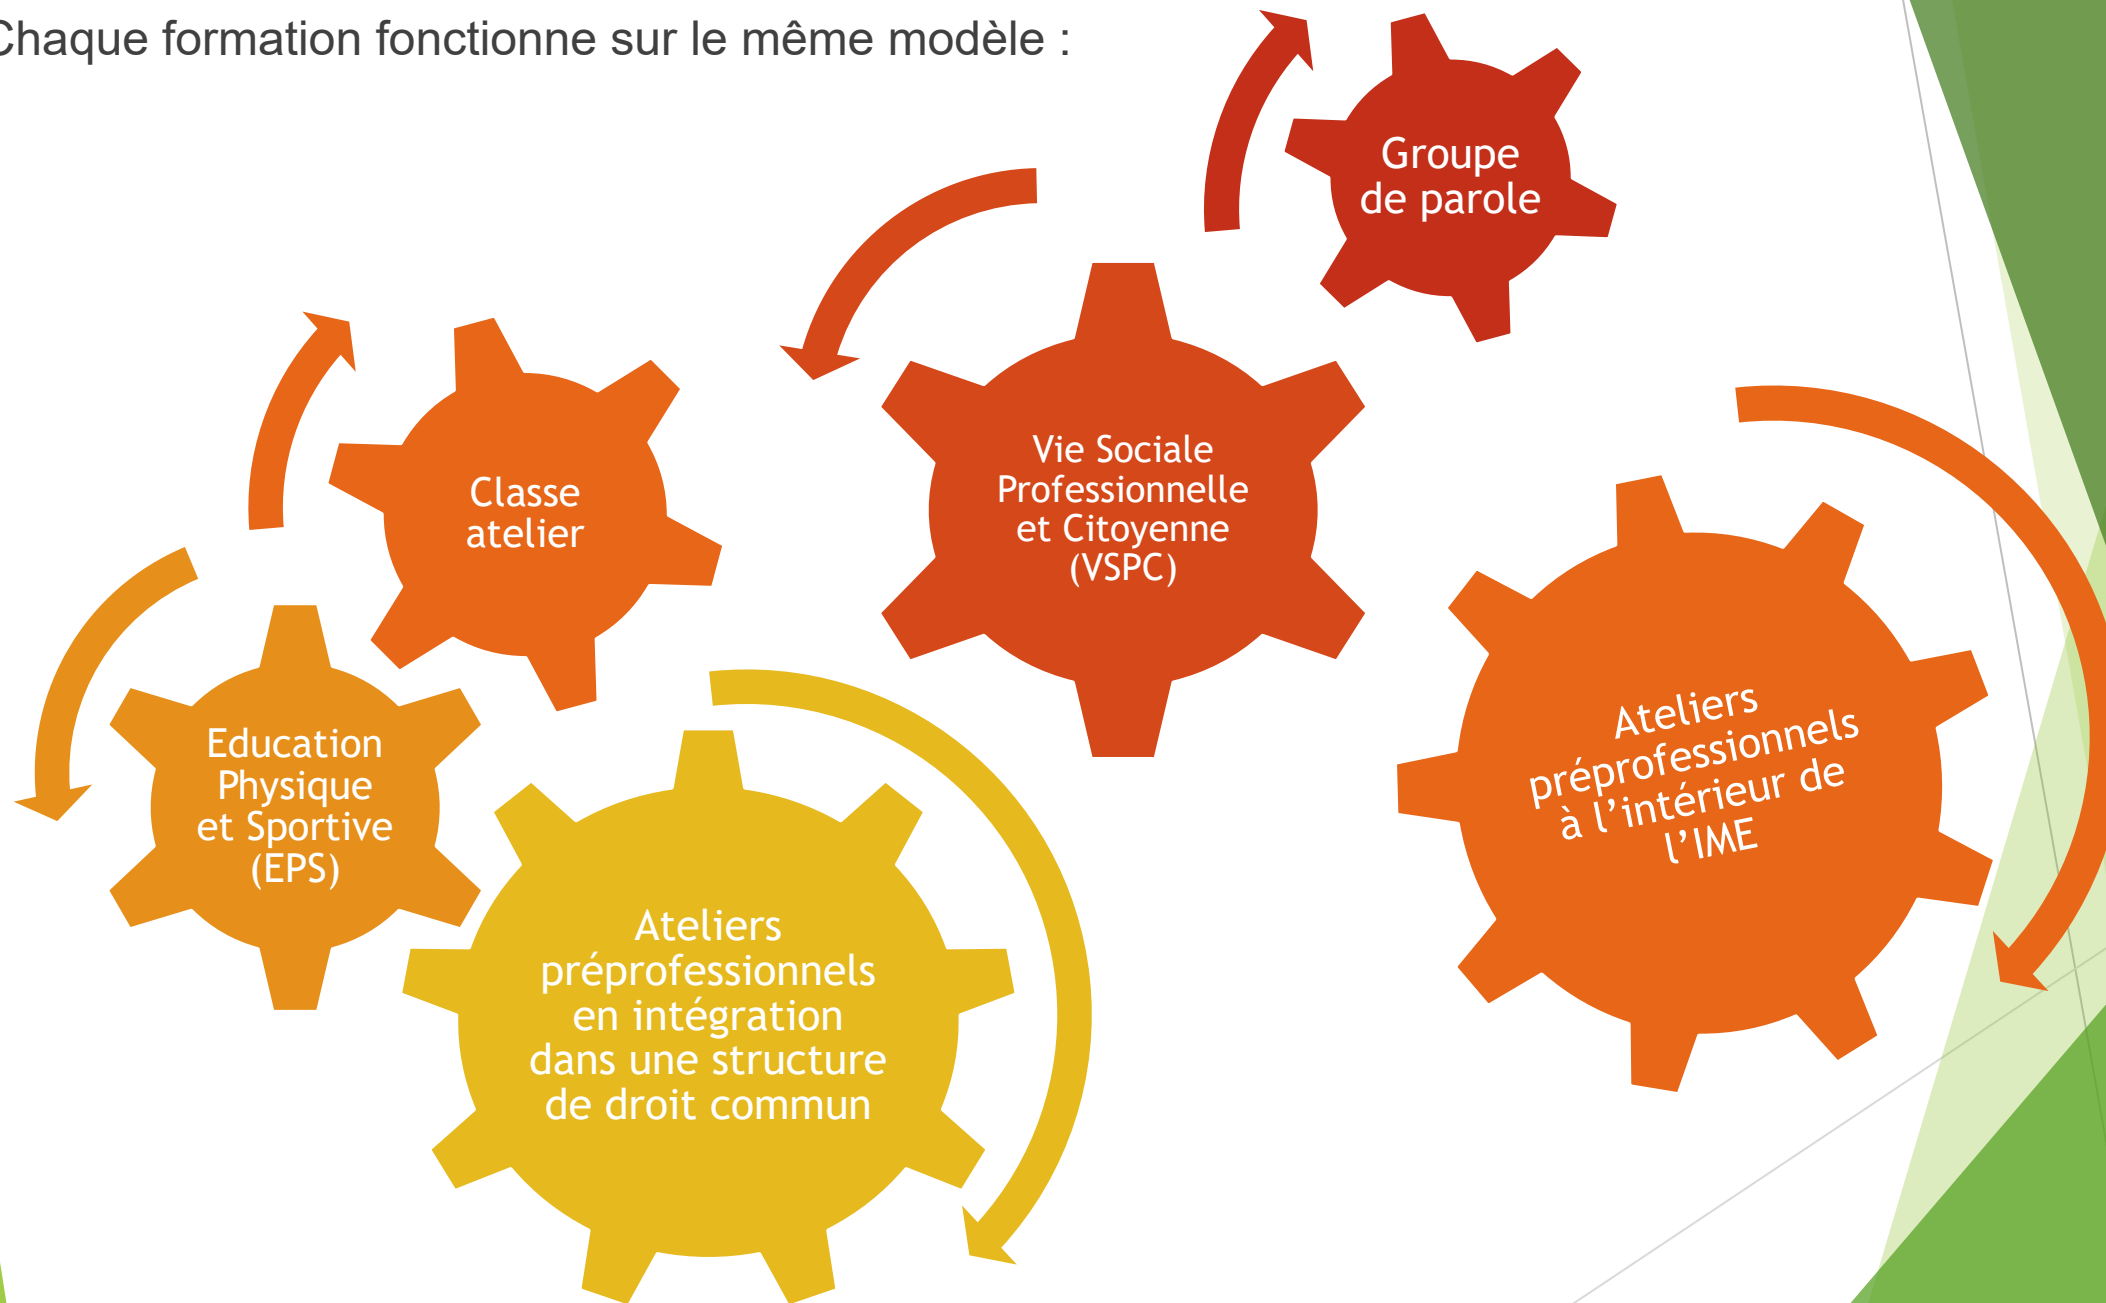 Chaque formation fonctionne sur le même modèle :
Groupe
de parole
Vie Sociale
Professionnelle
et Citoyenne
(VSPC)
Classe
atelier
Education
Physique
et Sportive
(EPS)
Ateliers
préprofessionnels
à l’intérieur de
l’IME
Ateliers
préprofessionnels
en intégration
dans une structure
de droit commun